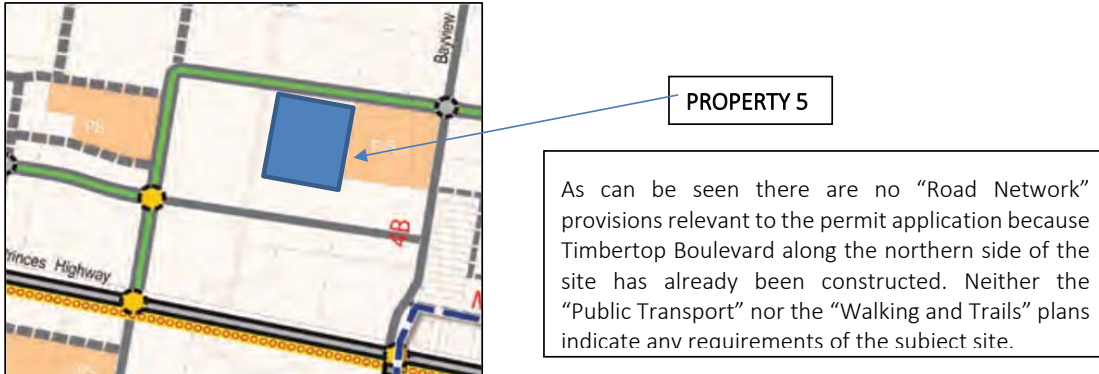 Bayview
PROPERTY 5
As can be seen there are no “Road Network”
provisions relevant to the permit application because
Timbertop Boulevard along the northern side of the
site has already been constructed. Neither the
“Public Transport” nor the “Walking and Trails” plans
indicate any requirements of the subject site.
4B
Princes Highway